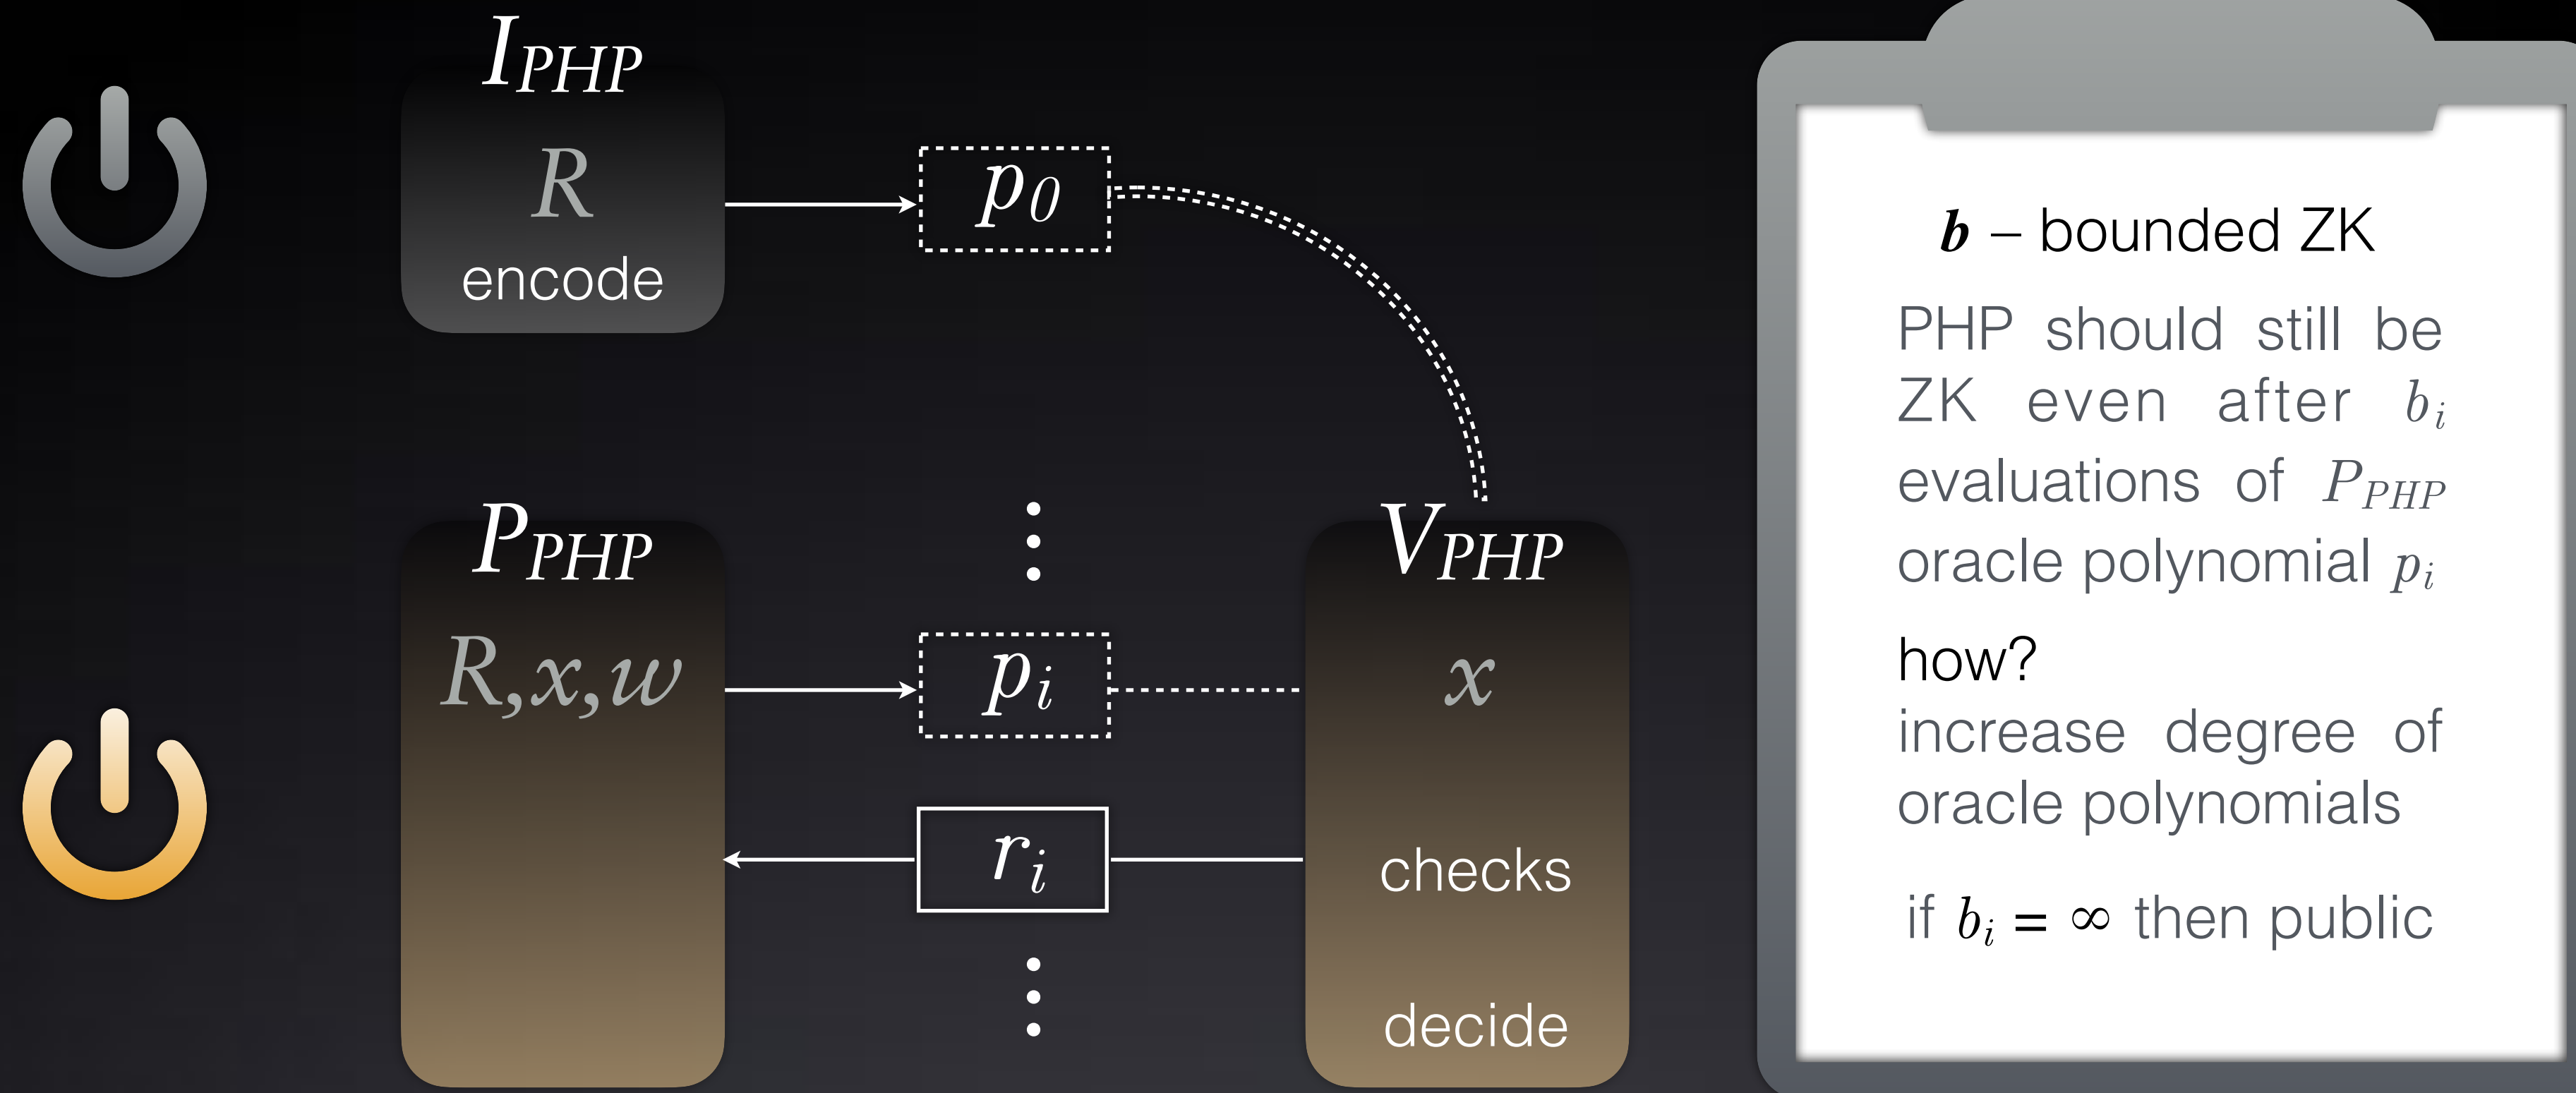 I_PHP
R
encode
p_0
P_PHP
R,x,w
p_i
r_i
V_PHP
x
checks
decide
b – bounded ZK
PHP should still be
ZK even after b_i
evaluations of P_PHP
oracle polynomial p_i
how?
increase degree of
oracle polynomials
if b_i = ∞ then public